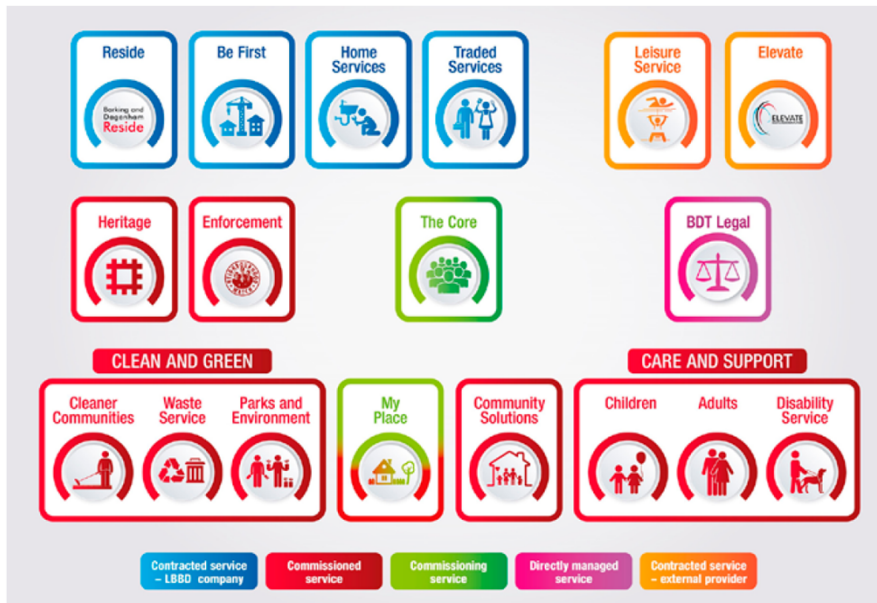 Reside
Be First
Home
Services
Traded
Services
Leisure
Service
Elevate
Barking and
Dagenham
Reside
ELEVATE
Heritage
Enforcement
The Core
BDT Legal
CLEAN AND GREEN
CARE AND SUPPORT
Cleaner
Communities
Waste
Service
Parks and
Environment
My
Place
Community
Solutions
Children
Adults
Disability
Service
Contracted service
– LBBD company
Commissioned
service
Commissioning
service
Directly managed
service
Contracted service
– external provider